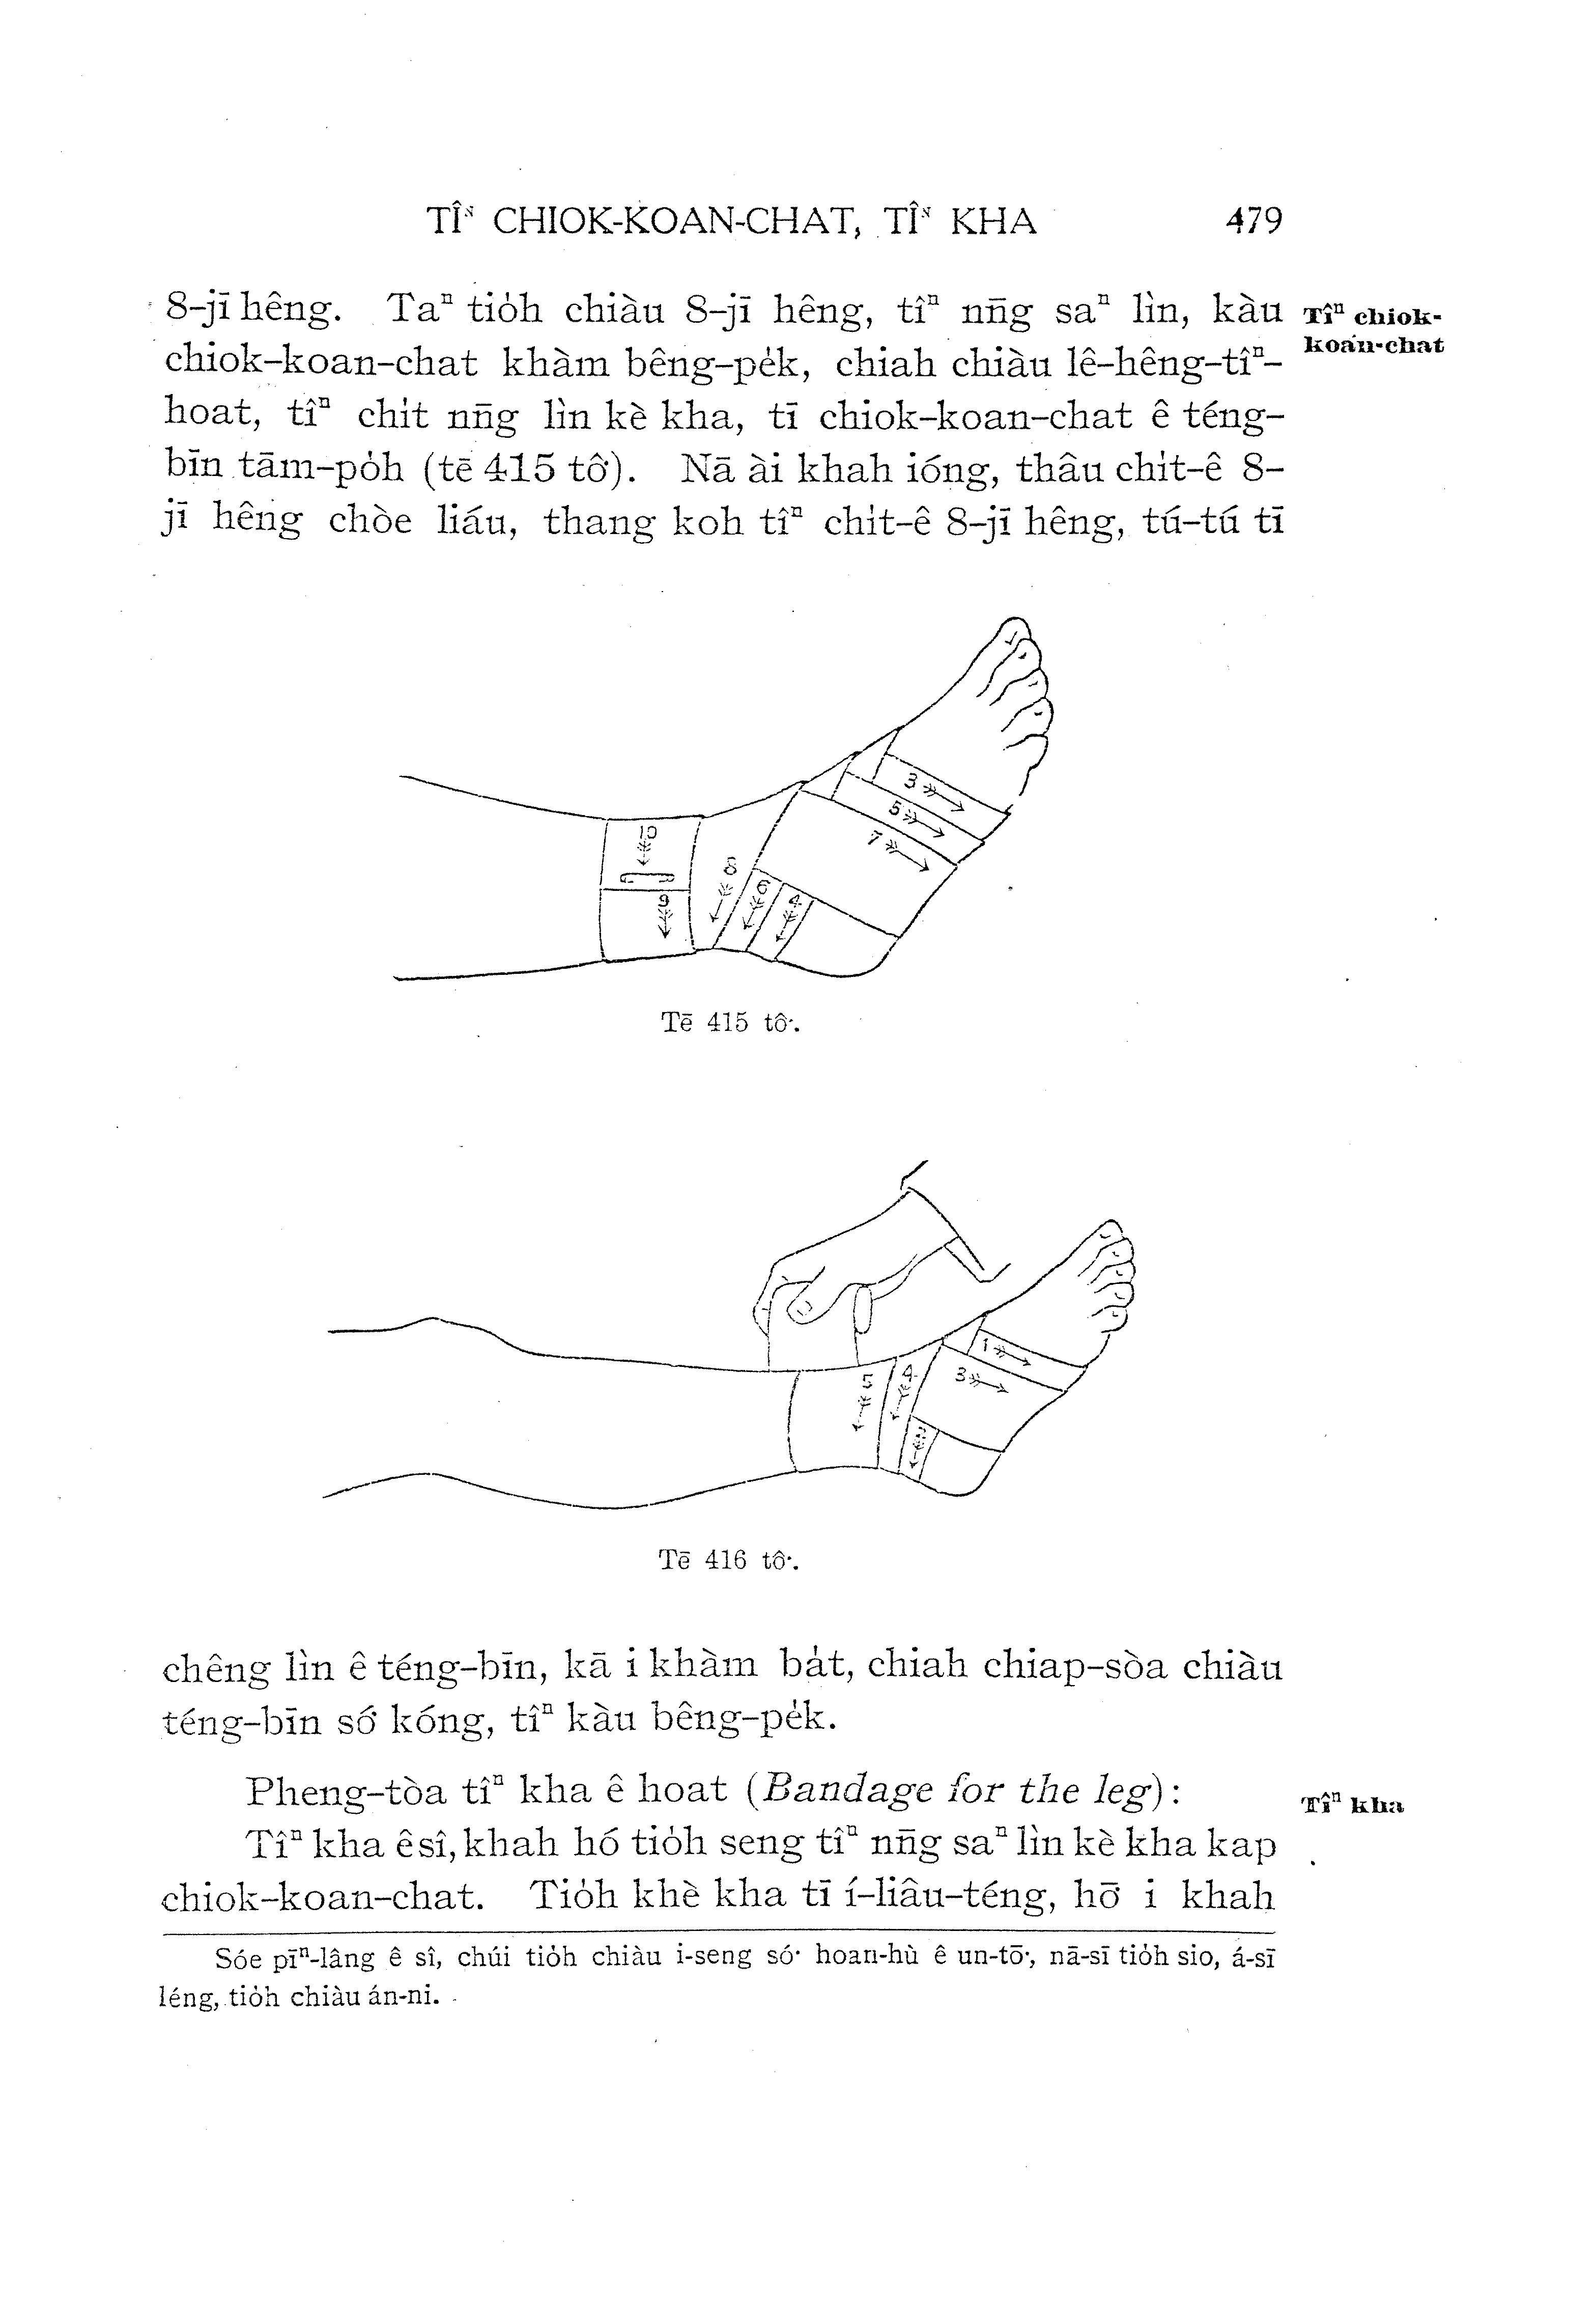 TÎᴺ CHIOK-KOAN-CHAT, TÎᴺ KHA 479
8-jī hêng. Taⁿ tio̍h chiàu 8-jī hêng, tîⁿ nn̄g saⁿ lìn, kàu
Tîⁿ chiok-
koan-chat
chiok-koan-chat khàm bêng-pe̍k, chiah chiàu lê-hêng-tîⁿ-
hoat, tîⁿ chi̍t nn̄g lìn kè kha, tī chiok-koan-chat ê téng-
bīn tām-po̍h (tē 415 tô͘). Nā ài khah ióng, thâu chi̍t-ê 8-
jī hêng chòe liáu, thang koh tîⁿ chi̍t-ê 8-jī hêng, tú-tú tī
3
5
7
10
8
6
4
9
Tē 415 tô͘.
1
3
4
5
2
Tē 416 tô͘.
chêng lìn ê téng-bīn, kā i khàm ba̍t, chiah chiap-sòa chiàu
téng-bīn só͘ kóng, tîⁿ kàu bêng-pe̍k.
Pheng-tòa tîⁿ kha ê hoat (Bandage for the leg):
Tîⁿ kha
Tîⁿ kha ê sî, khah hó tio̍h seng tîⁿ nn̄g saⁿ lìn kè kha kap
chiok-koan-chat. Tio̍h khè kha tī í-liâu-téng, hō͘ i khah
Sóe pīⁿ-lâng ê sî, chúi tio̍h chiàu i-seng só͘ hoan-hù ê un-tō͘, nā-sī tio̍h sio, á-sī
léng, tio̍h chiàu án-ni.